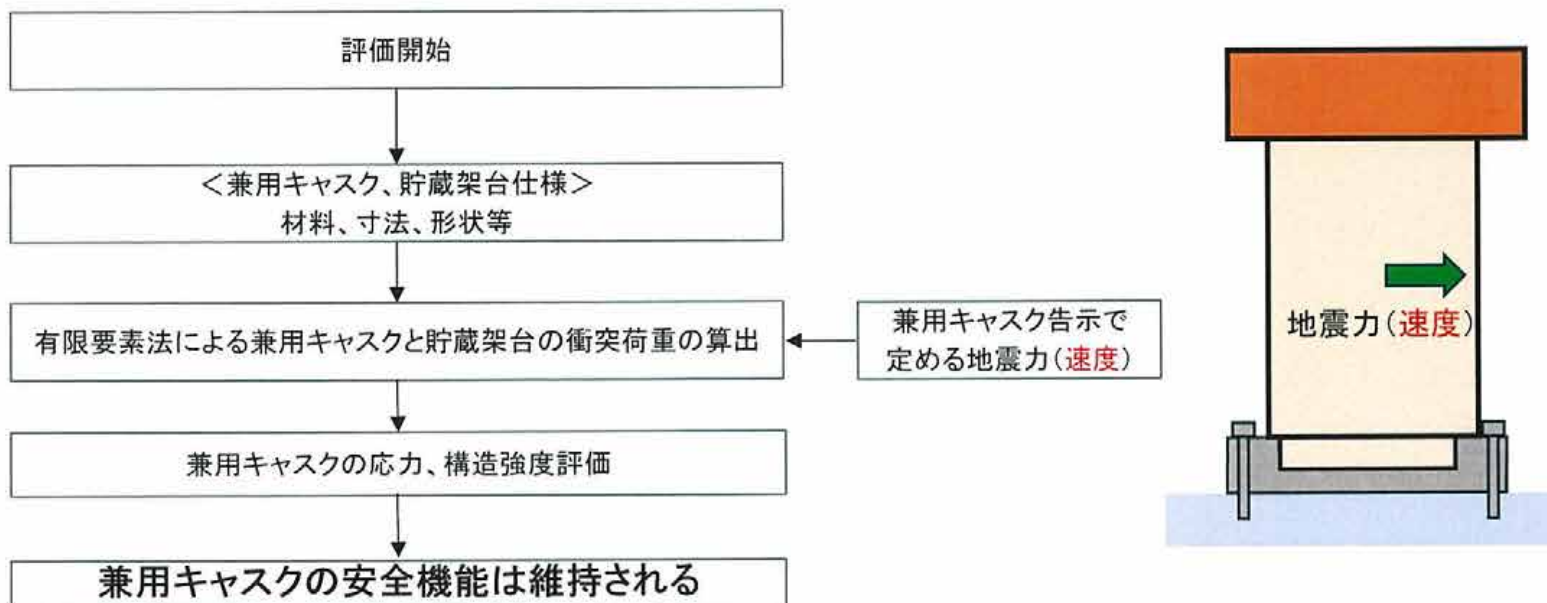 評価開始
＜兼用キャスク、貯蔵架台仕様＞
材料、寸法、形状等
有限要素法による兼用キャスクと貯蔵架台の衝突荷重の算出
兼用キャスク告示で
定める地震力(速度)
兼用キャスクの応力、構造強度評価
兼用キャスクの安全機能は維持される
地震力(速度)